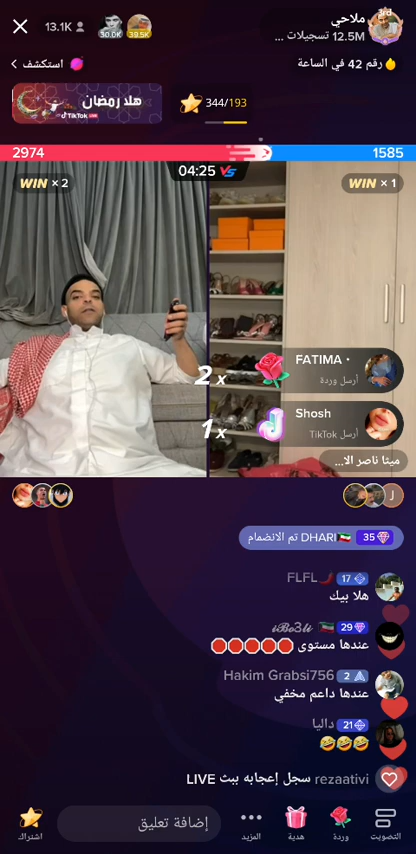 13.1K
30.0K
39.5K
3rd
ملاحي
12.5M تسجيلات ...
رقم 42 في الساعة
استكشف
هلا رمضان
TikTok LIVE
344/193
2974
1585
04:25
VS
WIN × 2
WIN × 1
2x
FATIMA •
أرسل وردة
1x
Shosh
أرسل TikTok
ميثا ناصر الا...
J
35 DHARI🇰🇼 تم الانضمام
FLFL🌶️ 17
هلا بيك
𝓲𝓑𝓸3𝓵𝓲 🇰🇼 29
عندها مستوى 🛑🛑🛑🛑🛑
Hakim Grabsi756 2
عندها داعم مخفي
داليا 21
🤣🤣🤣
rezaativi سجل إعجابه ببث LIVE
اشتراك
إضافة تعليق
المزيد
هدية
وردة
التصويت